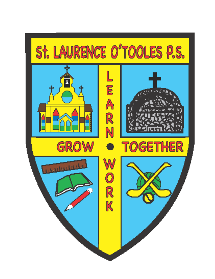 ST. LAURENCE O'TOOLES P.S.
LEARN • WORK
GROW TOGETHER